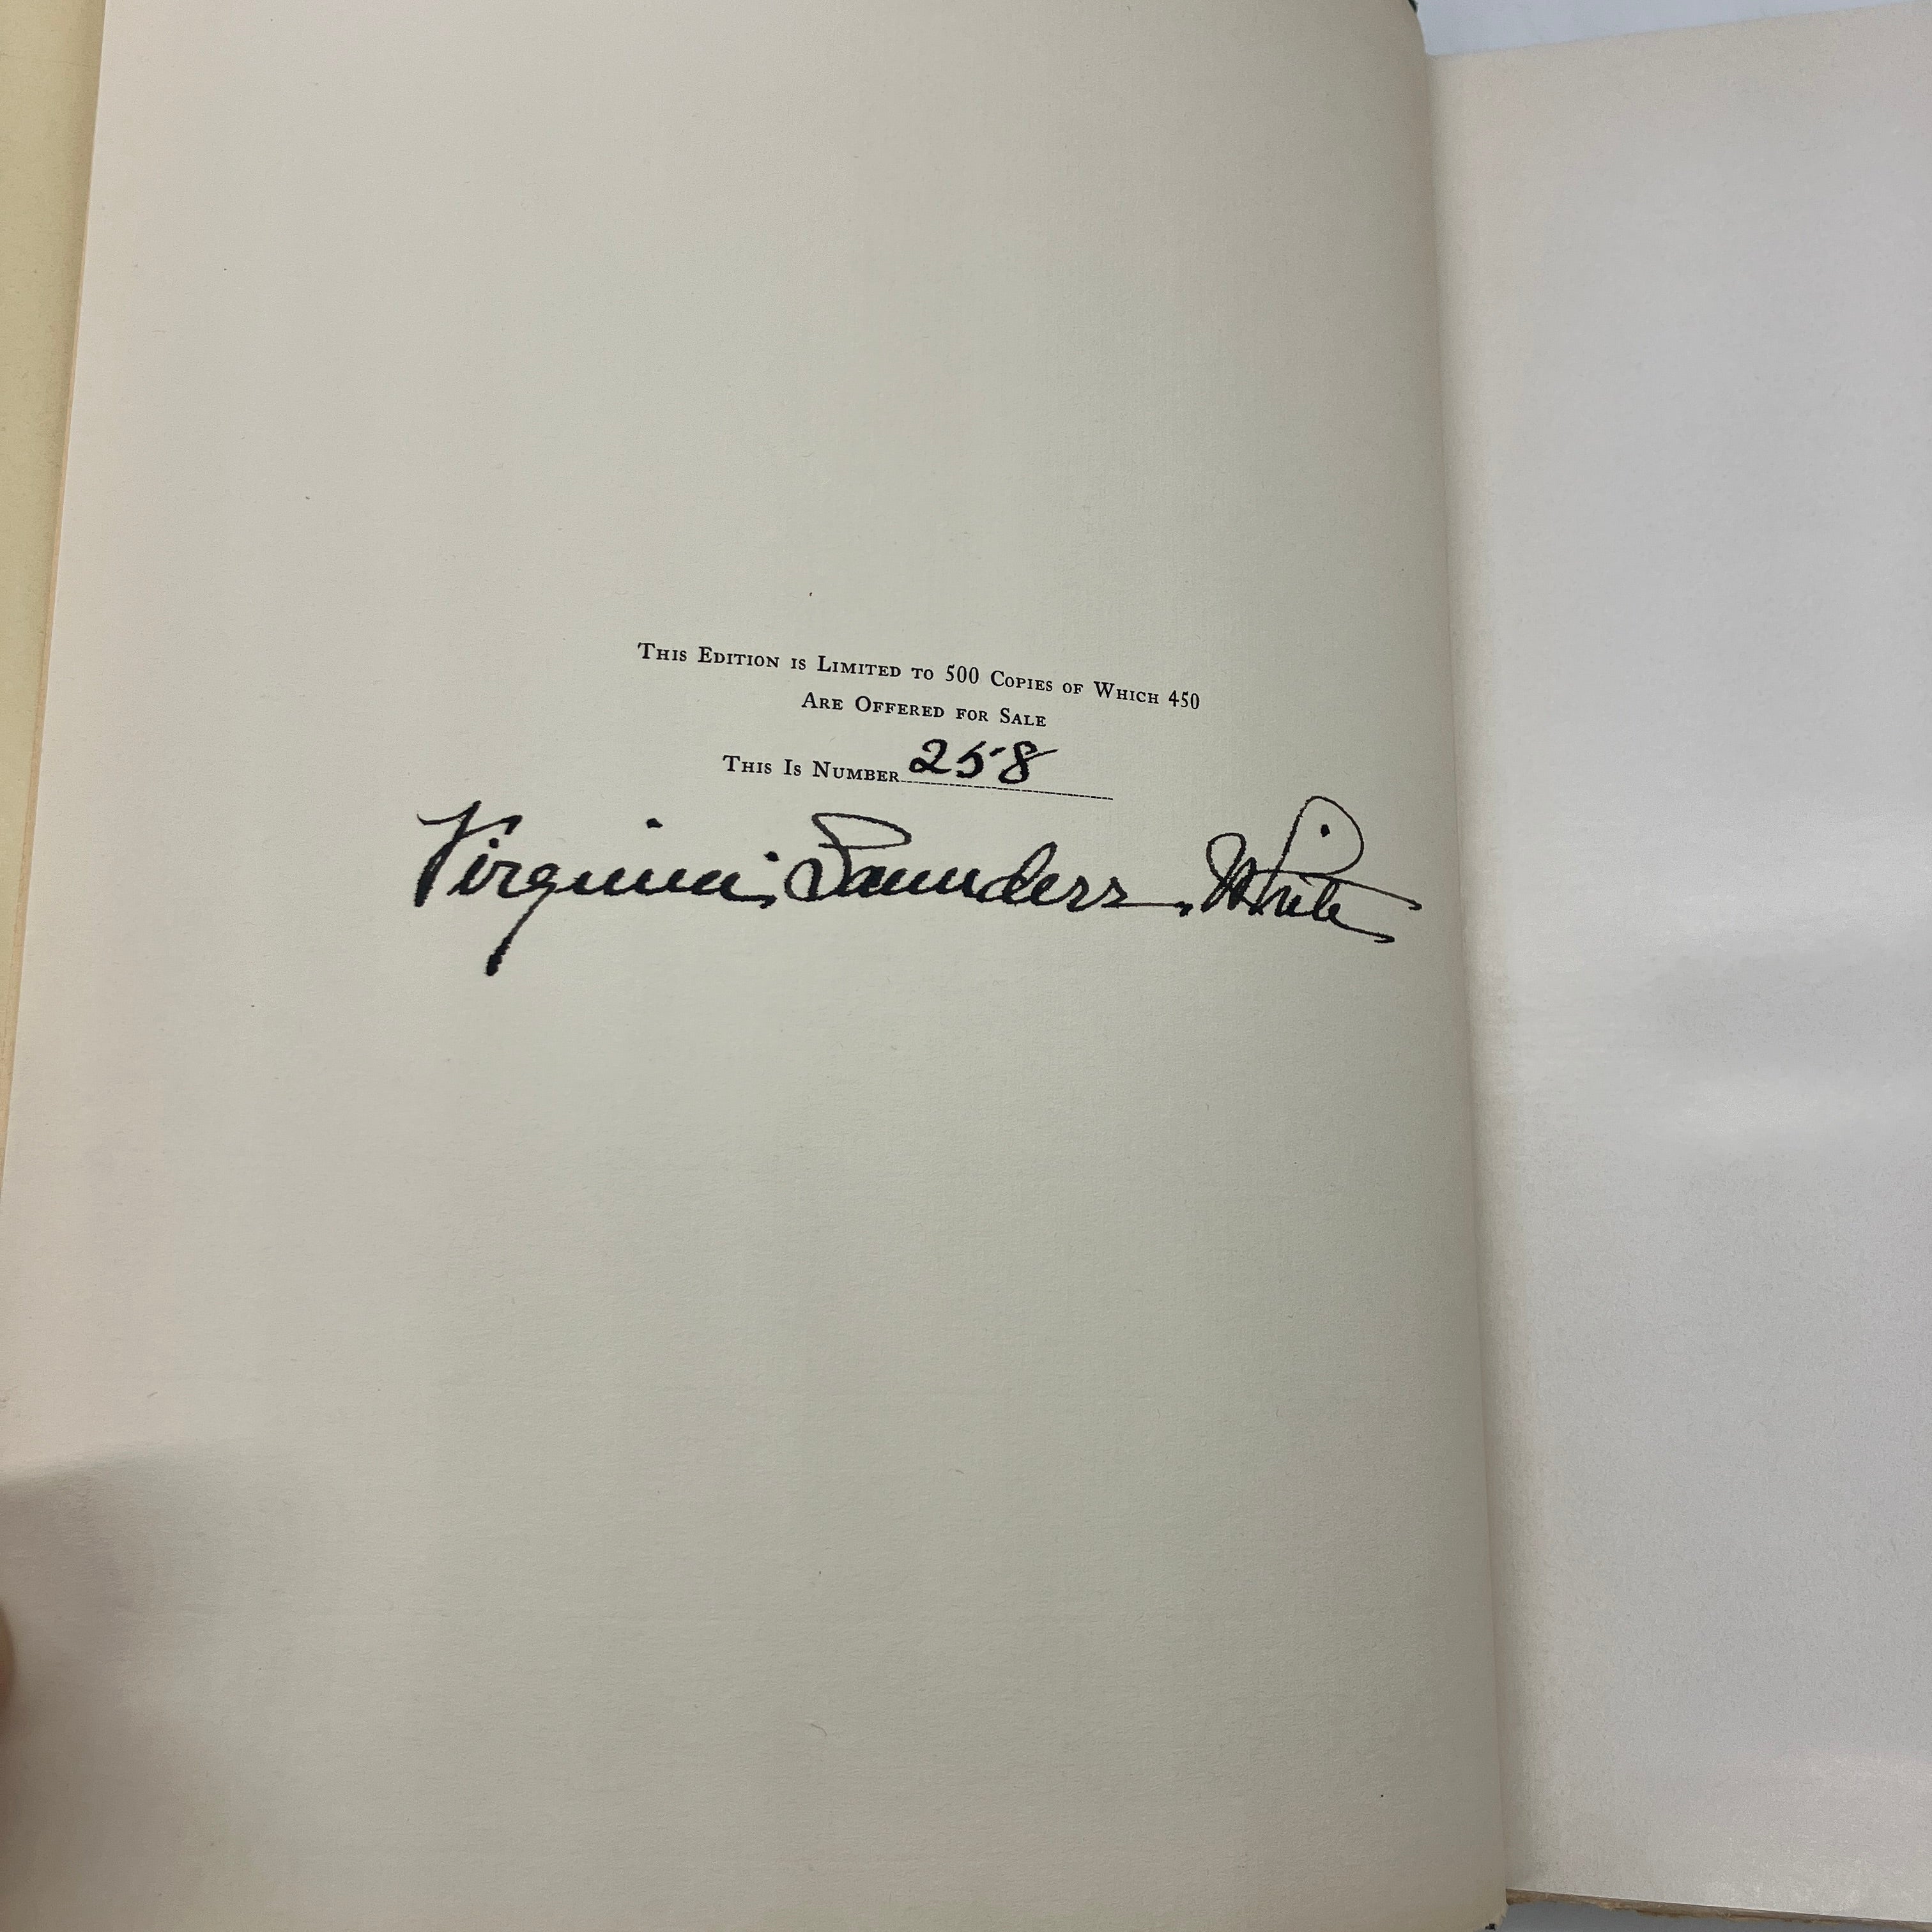 This Edition is Limited to 500 Copies of Which 450
Are Offered for Sale
This Is Number 258
Virginia Saunders White